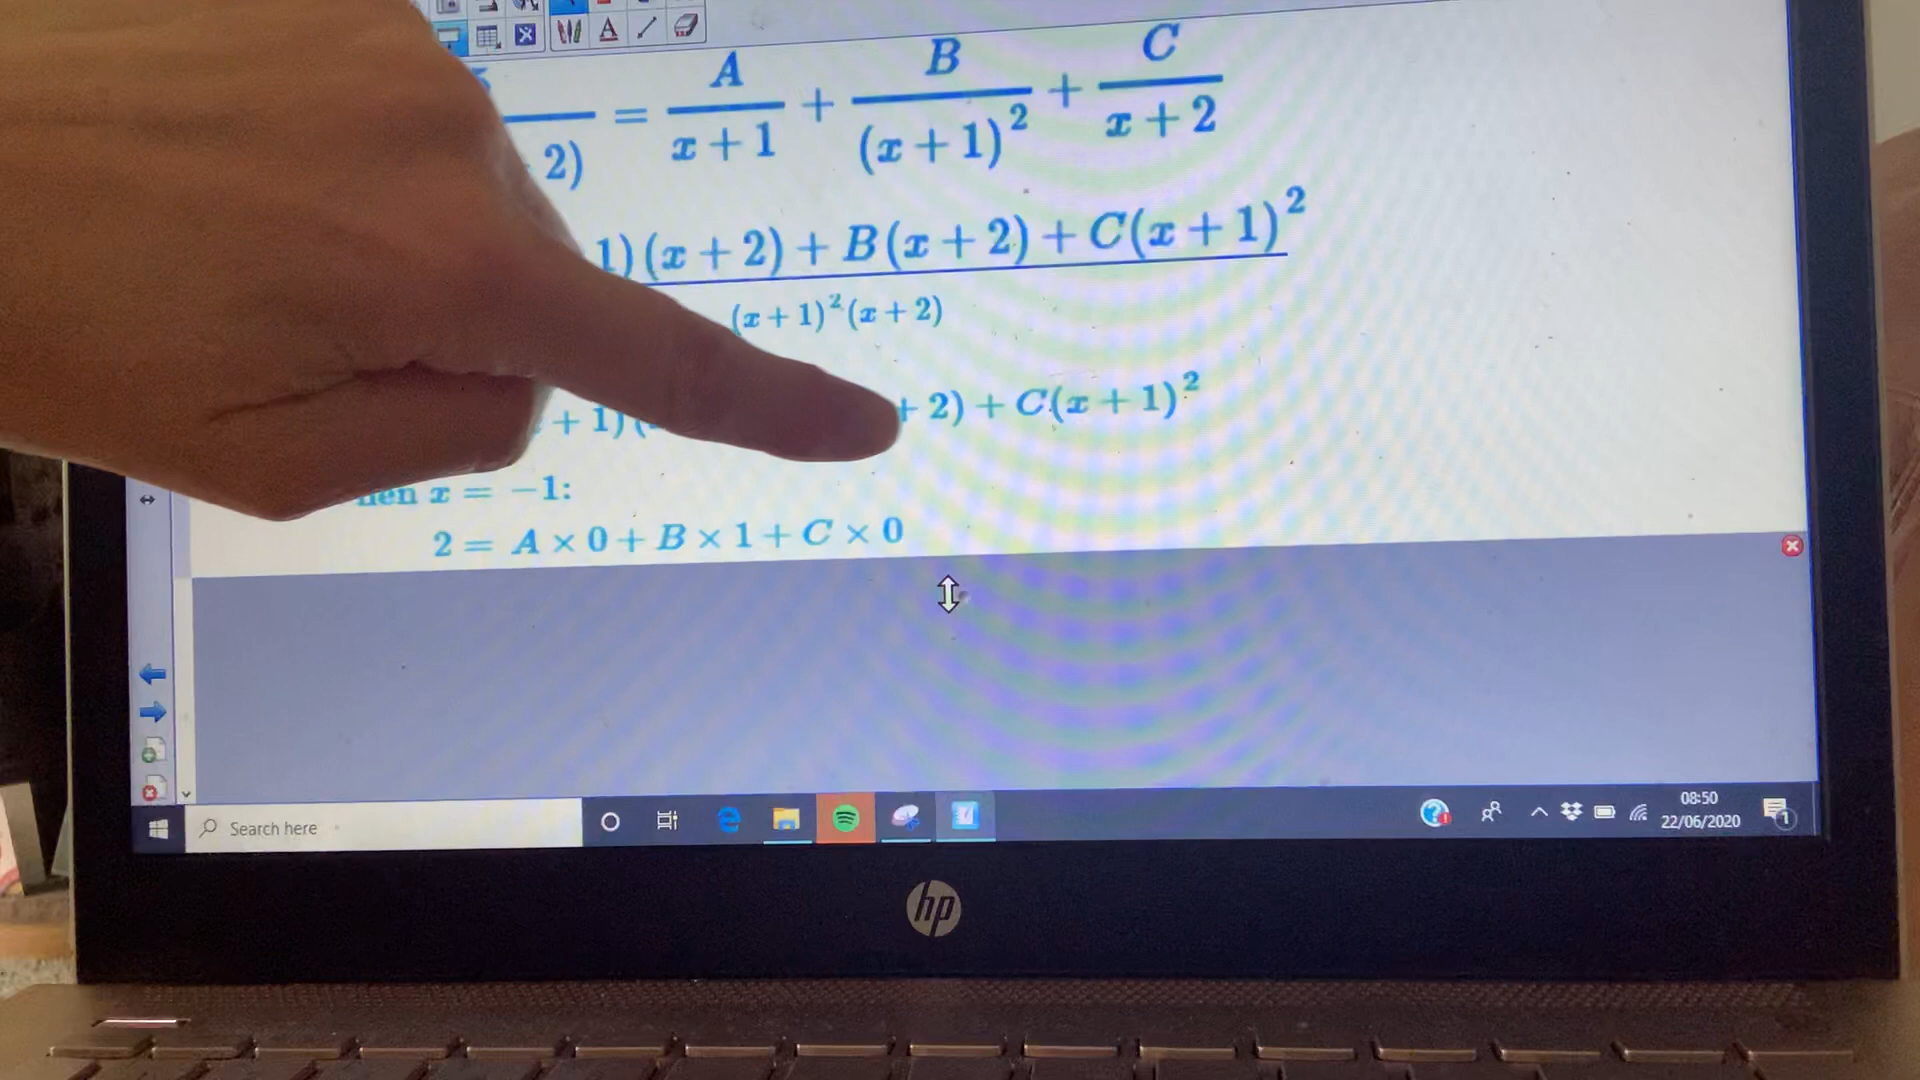 2) = A/(x + 1) + B/(x + 1)² + C/(x + 2)
1)(x + 2) + B(x + 2) + C(x + 1)²
(x + 1)²(x + 2)
+ 1)( + 2) + C(x + 1)²
x = −1:
2 = A × 0 + B × 1 + C × 0
Search here
08:50
22/06/2020
1
hp